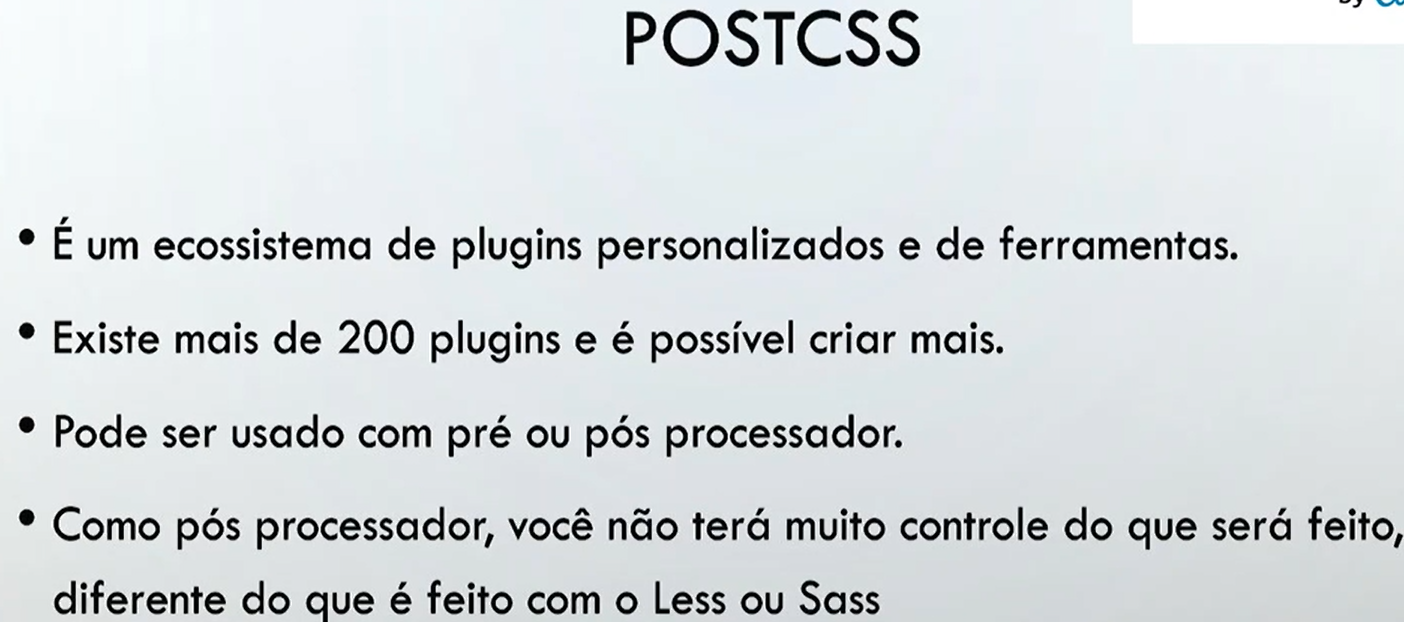 POSTCSS
• É um ecossistema de plugins personalizados e de ferramentas.
• Existe mais de 200 plugins e é possível criar mais.
• Pode ser usado com pré ou pós processador.
• Como pós processador, você não terá muito controle do que será feito,
diferente do que é feito com o Less ou Sass